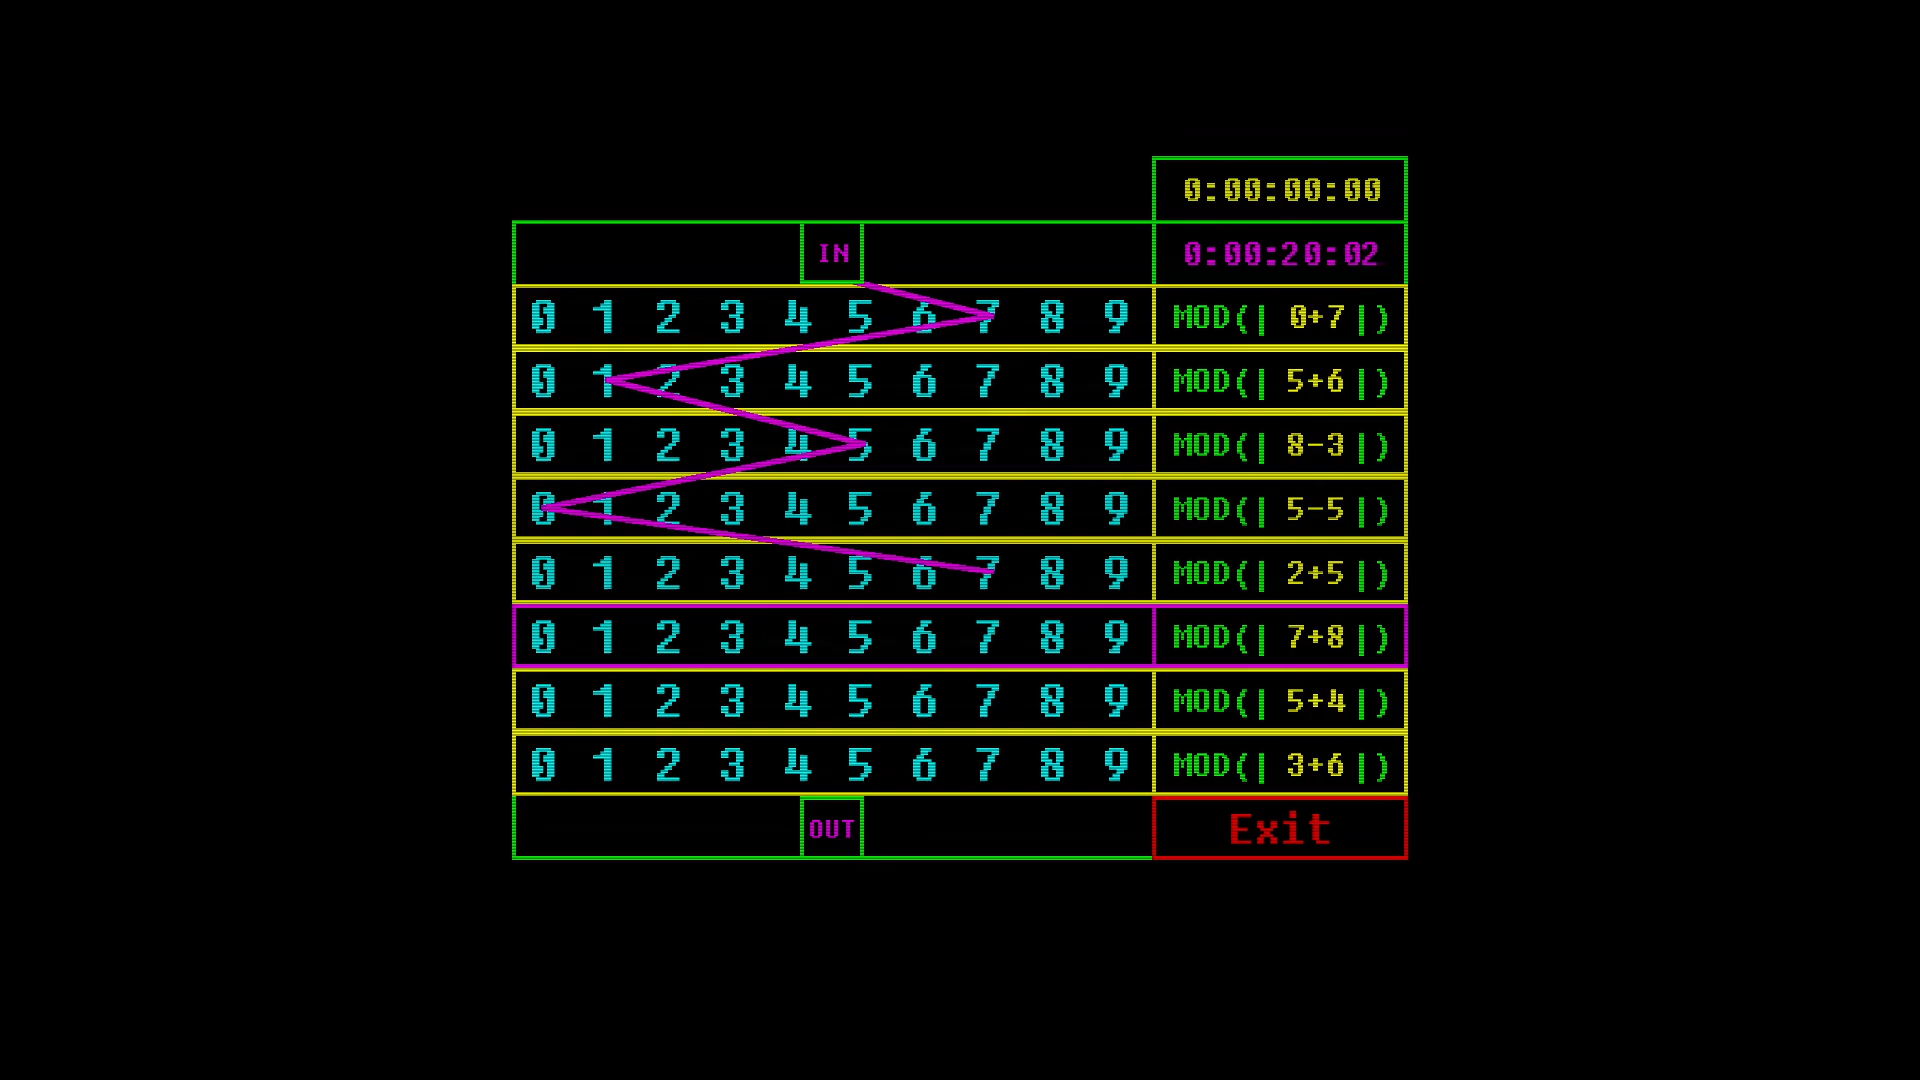 0:00:00:00
IN 0:00:20:02
0 1 2 3 4 5 6 7 8 9 MOD(| 0+7 |)
0 1 2 3 4 5 6 7 8 9 MOD(| 5+6 |)
0 1 2 3 4 5 6 7 8 9 MOD(| 8-3 |)
0 1 2 3 4 5 6 7 8 9 MOD(| 5-5 |)
0 1 2 3 4 5 6 7 8 9 MOD(| 2+5 |)
0 1 2 3 4 5 6 7 8 9 MOD(| 7+8 |)
0 1 2 3 4 5 6 7 8 9 MOD(| 5+4 |)
0 1 2 3 4 5 6 7 8 9 MOD(| 3+6 |)
OUT Exit